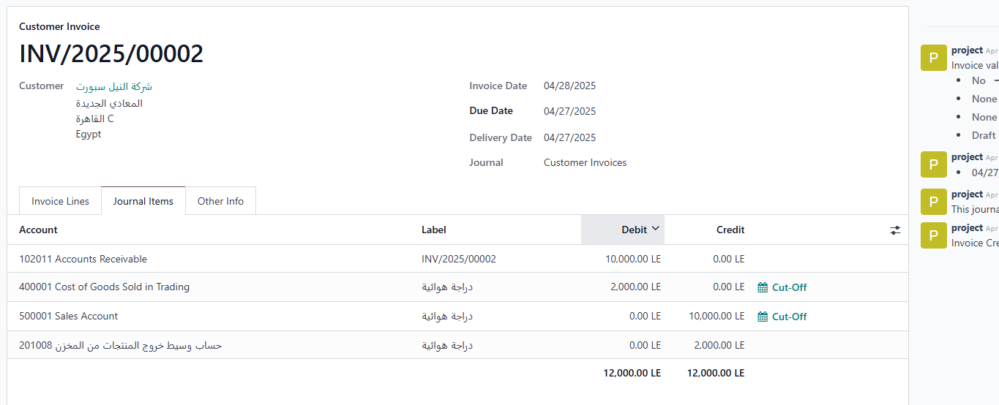 Customer Invoice
INV/2025/00002
Customer شركة النيل سبورت
المعادي الجديدة
القاهرة C
Egypt
Invoice Date 04/28/2025
Due Date 04/27/2025
Delivery Date 04/27/2025
Journal Customer Invoices
Invoice Lines Journal Items Other Info
Account Label Debit Credit
102011 Accounts Receivable INV/2025/00002 10,000.00 LE 0.00 LE
400001 Cost of Goods Sold in Trading دراجة هوائية 2,000.00 LE 0.00 LE Cut-Off
500001 Sales Account دراجة هوائية 0.00 LE 10,000.00 LE Cut-Off
201008 حساب وسيط خروج المنتجات من المخزن دراجة هوائية 0.00 LE 2,000.00 LE
12,000.00 LE 12,000.00 LE
P project Apr
Invoice val
No
None
None
Draft
P project Apr
04/27
P project Apr
This journa
P project Apr
Invoice Cre